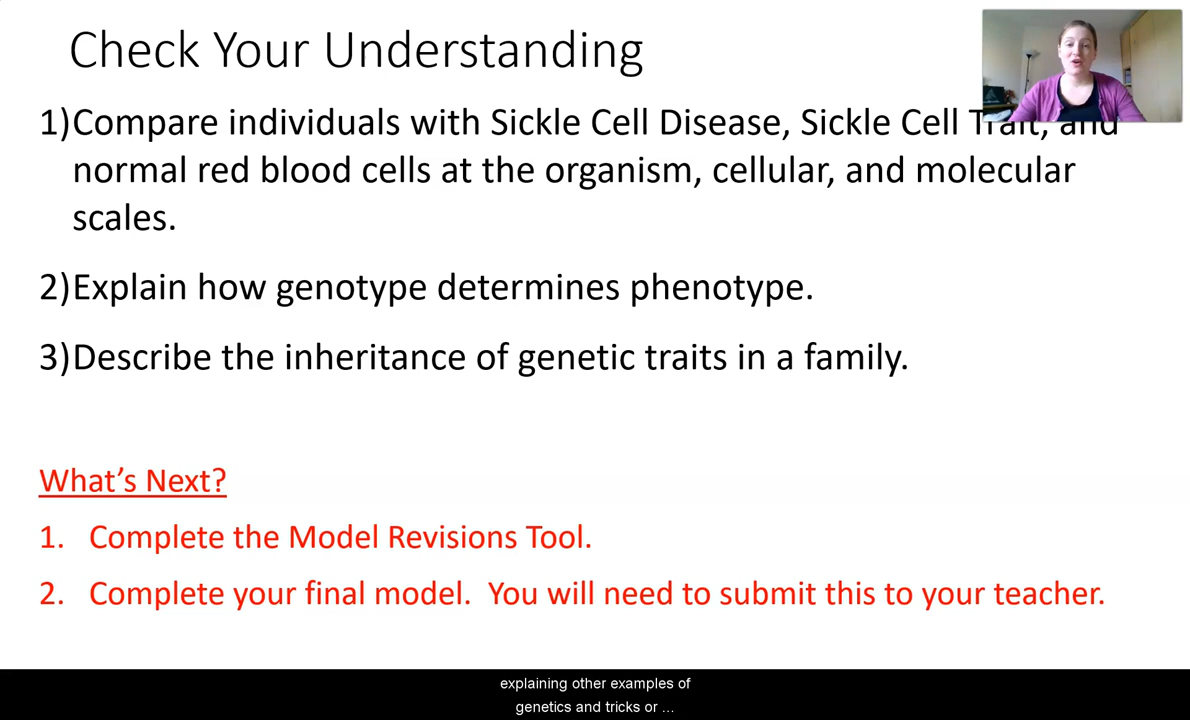 Check Your Understanding
1)Compare individuals with Sickle Cell Disease, Sickle Cell Trait, and
normal red blood cells at the organism, cellular, and molecular
scales.
2)Explain how genotype determines phenotype.
3)Describe the inheritance of genetic traits in a family.
What's Next?
1. Complete the Model Revisions Tool.
2. Complete your final model. You will need to submit this to your teacher.
explaining other examples of
genetics and tricks or ...